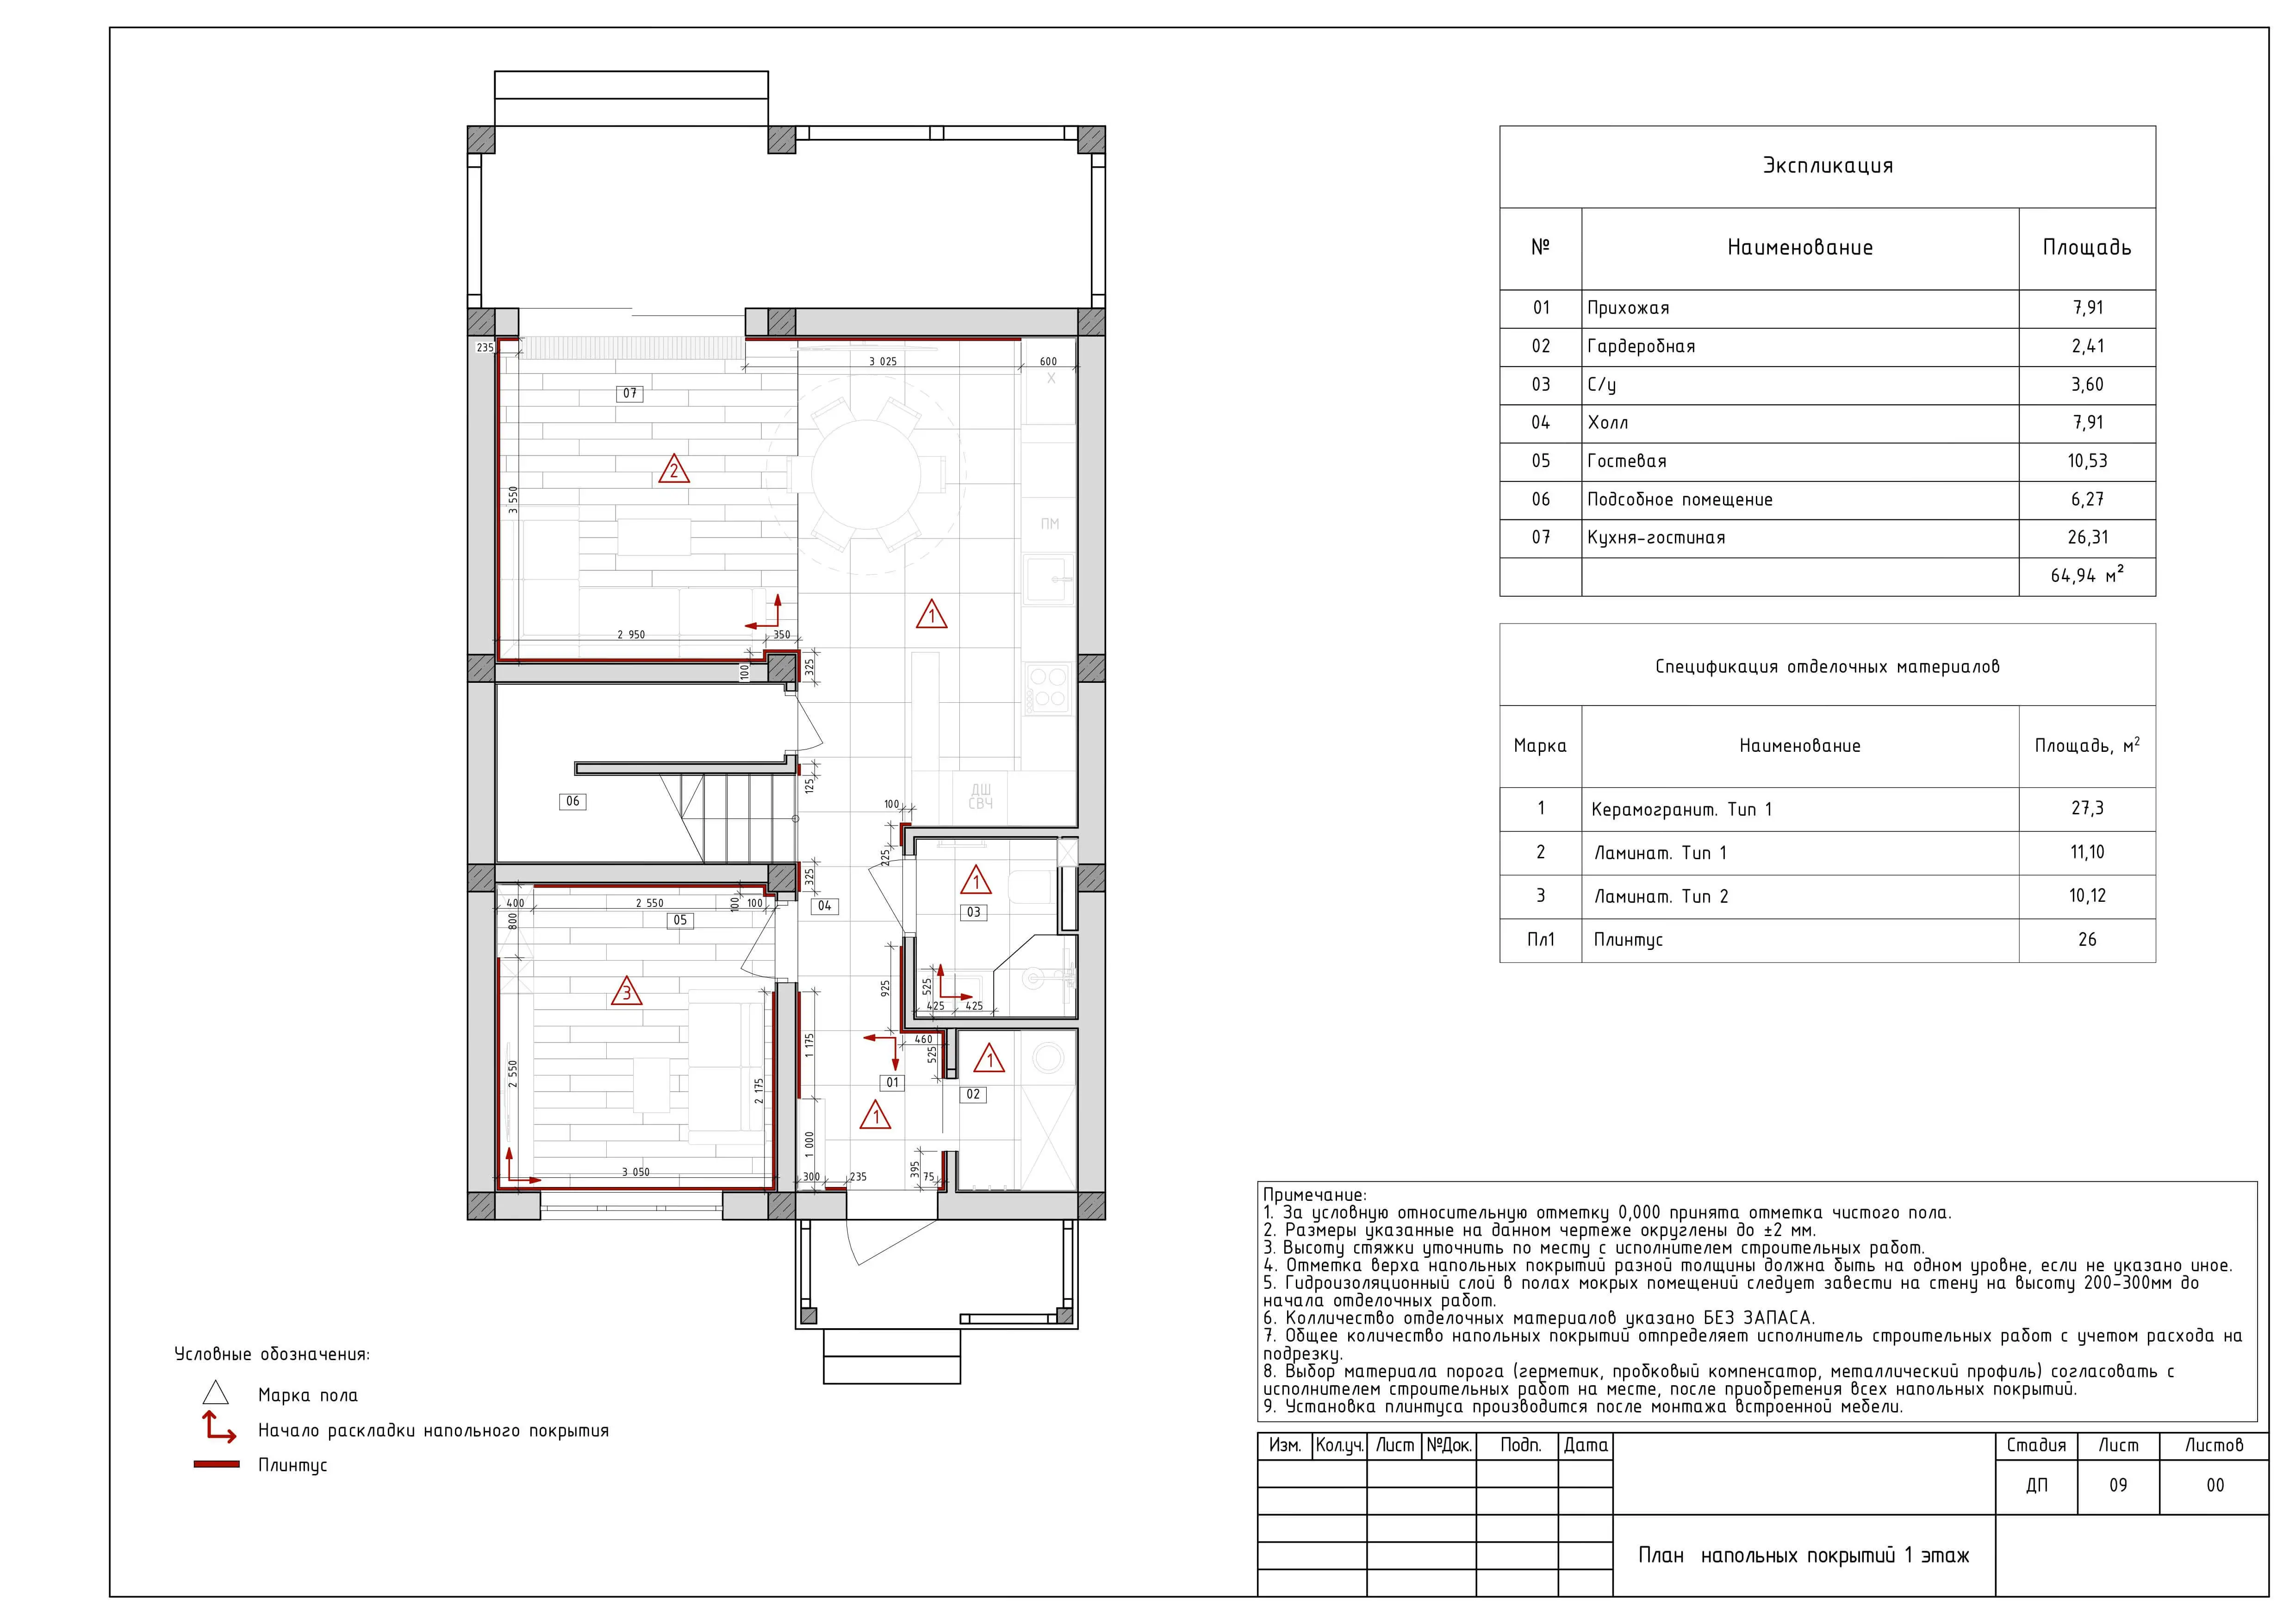 235
3 025
600
Х
07
2
3 550
ПМ
1
2 950
350
100
325
125
ДШ
СВЧ
06
100
225
325
1
04
03
400
2 550
100
100
05
800
3
925
525
425
425
460
525
1 175
1
01
02
2 550
2 175
1
1 000
3 050
300
235
395
75
Экспликация
№ Наименование Площадь
01 Прихожая 7,91
02 Гардеробная 2,41
03 С/у 3,60
04 Холл 7,91
05 Гостевая 10,53
06 Подсобное помещение 6,27
07 Кухня-гостиная 26,31
64,94 м²
Спецификация отделочных материалов
Марка Наименование Площадь, м²
1 Керамогранит. Тип 1 27,3
2 Ламинат. Тип 1 11,10
3 Ламинат. Тип 2 10,12
Пл1 Плинтус 26
Примечание:
1. За условную относительную отметку 0,000 принята отметка чистого пола.
2. Размеры указанные на данном чертеже округлены до ±2 мм.
3. Высоту стяжки уточнить по месту с исполнителем строительных работ.
4. Отметка верха напольных покрытий разной толщины должна быть на одном уровне, если не указано иное.
5. Гидроизоляционный слой в полах мокрых помещений следует завести на стену на высоту 200-300мм до
начала отделочных работ.
6. Колличество отделочных материалов указано БЕЗ ЗАПАСА.
7. Общее количество напольных покрытий отпределяет исполнитель строительных работ с учетом расхода на
подрезку.
8. Выбор материала порога (герметик, пробковый компенсатор, металлический профиль) согласовать с
исполнителем строительных работ на месте, после приобретения всех напольных покрытий.
9. Установка плинтуса производится после монтажа встроенной мебели.
Условные обозначения:
Марка пола
Начало раскладки напольного покрытия
Плинтус
Изм. Кол.уч. Лист №Док. Подп. Дата
Стадия Лист Листов
ДП 09 00
План напольных покрытий 1 этаж